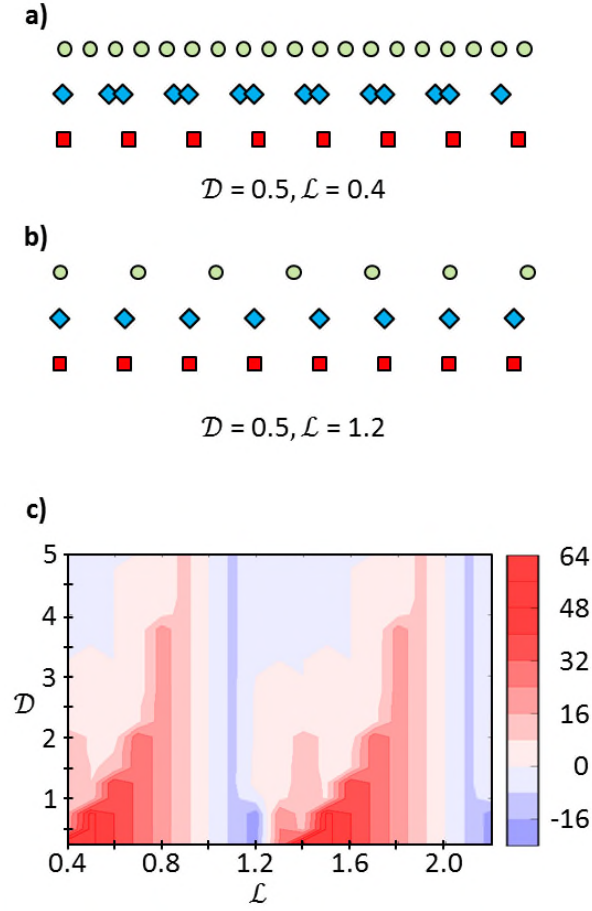 a)
𝒟 = 0.5, ℒ = 0.4
b)
𝒟 = 0.5, ℒ = 1.2
c)
5
4
3
2
1
𝒟
0.4 0.8 1.2 1.6 2.0
ℒ
64
48
32
16
0
-16